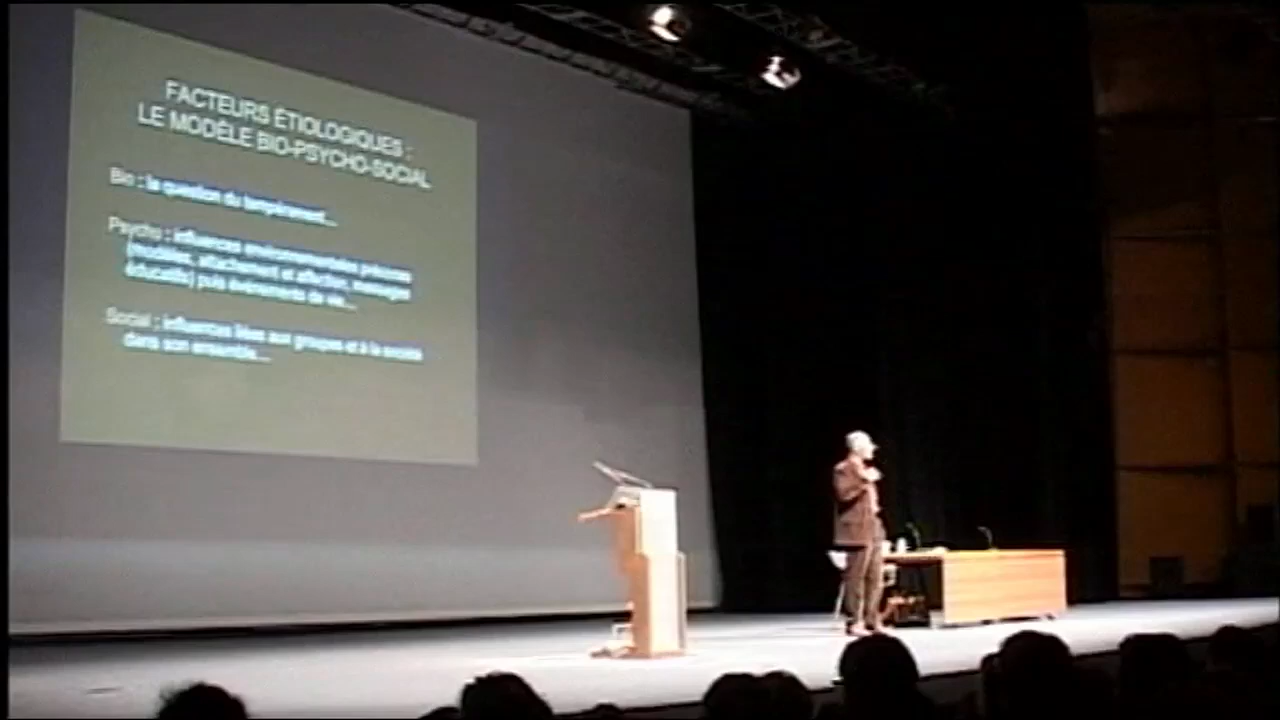 FACTEURS ÉTIOLOGIQUES :
LE MODÈLE BIO-PSYCHO-SOCIAL
Bio : la question du tempérament...
Psycho : influences environnementales précoces
(modèles, attachement et affection, messages
éducatifs) puis événements de vie...
Social : influences liées aux groupes et à la société
dans son ensemble...